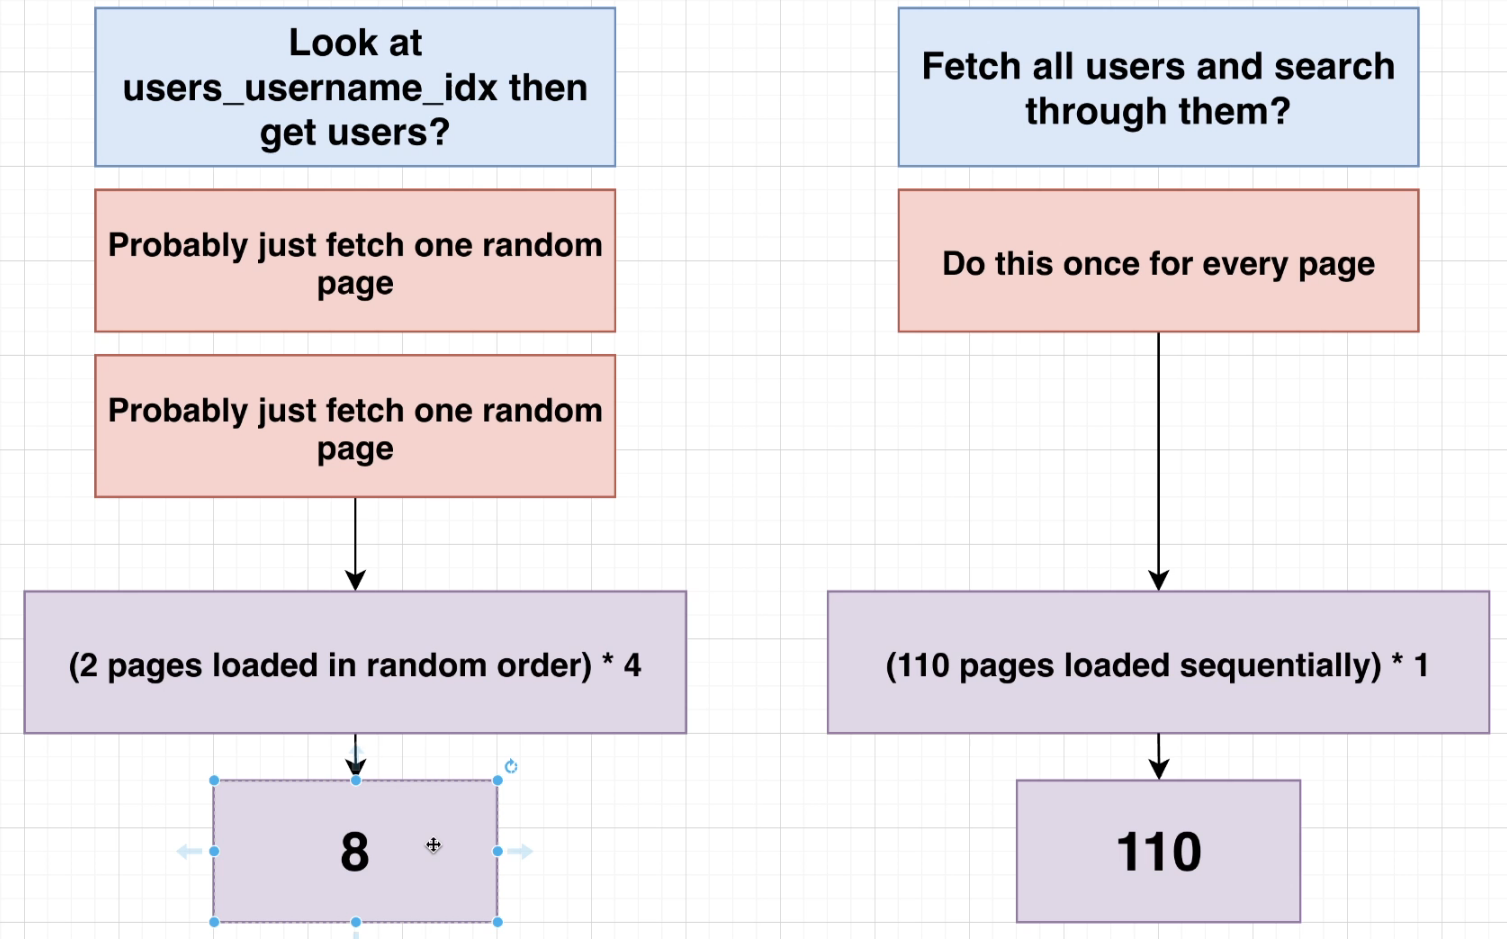 Look at
users_username_idx then
get users?
Probably just fetch one random
page
Probably just fetch one random
page
(2 pages loaded in random order) * 4
8
Fetch all users and search
through them?
Do this once for every page
(110 pages loaded sequentially) * 1
110